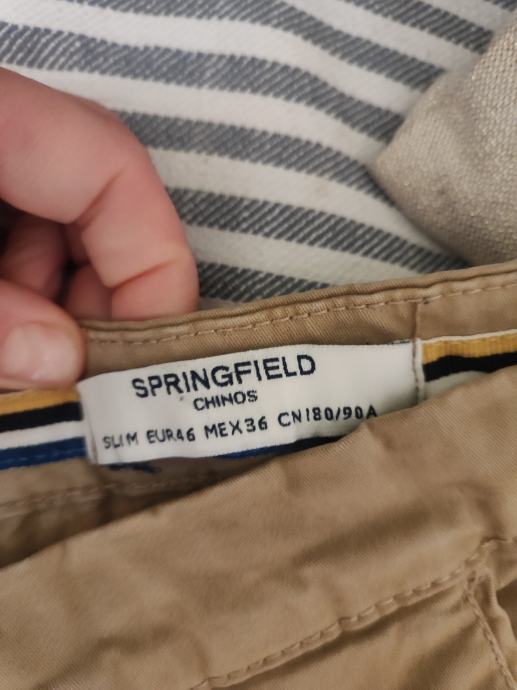 SPRINGFIELD
CHINOS
SLIM EUR46 MEX36 CN180/90A